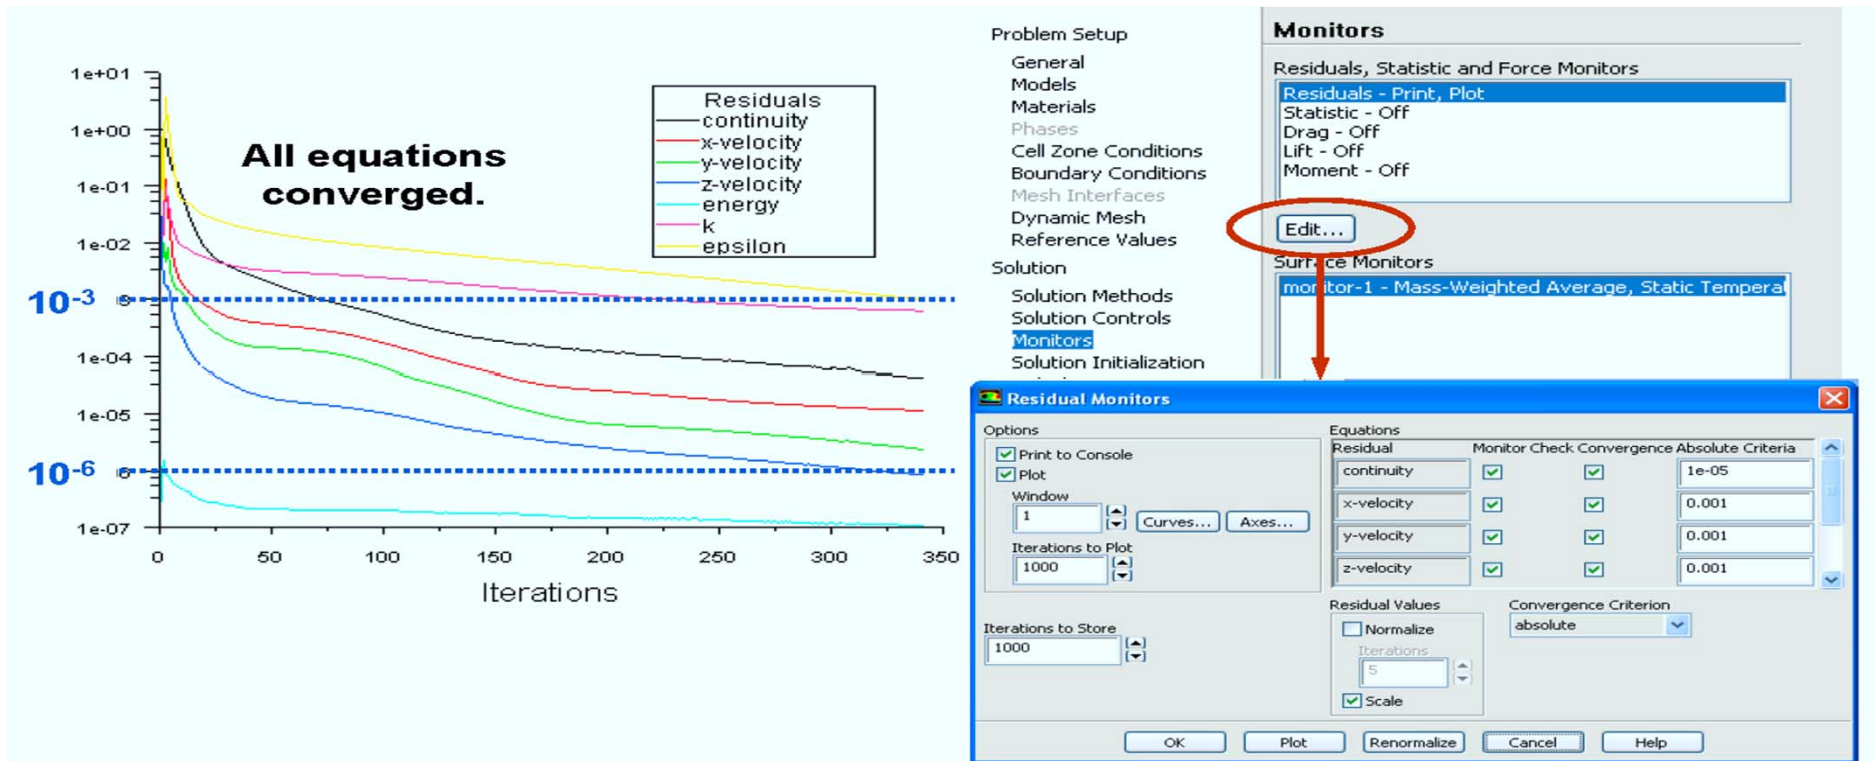 All equations
converged.
1e+01
1e+00
1e-01
1e-02
10-3
1e-04
1e-05
10-6
1e-07
0
50
100
150
200
250
300
350
Iterations
Residuals
continuity
x-velocity
y-velocity
z-velocity
energy
k
epsilon
Problem Setup
General
Models
Materials
Phases
Cell Zone Conditions
Boundary Conditions
Mesh Interfaces
Dynamic Mesh
Reference Values
Solution
Solution Methods
Solution Controls
Monitors
Solution Initialization
Monitors
Residuals, Statistic and Force Monitors
Residuals - Print, Plot
Statistic - Off
Drag - Off
Lift - Off
Moment - Off
Edit...
Surface Monitors
monitor-1 - Mass-Weighted Average, Static Tempera
Residual Monitors
Options
Print to Console
Plot
Window
1
Curves...
Axes...
Iterations to Plot
1000
Iterations to Store
1000
Equations
Residual Monitor Check Convergence Absolute Criteria
continuity 1e-05
x-velocity 0.001
y-velocity 0.001
z-velocity 0.001
Residual Values
Normalize
Iterations
5
Scale
Convergence Criterion
absolute
OK
Plot
Renormalize
Cancel
Help